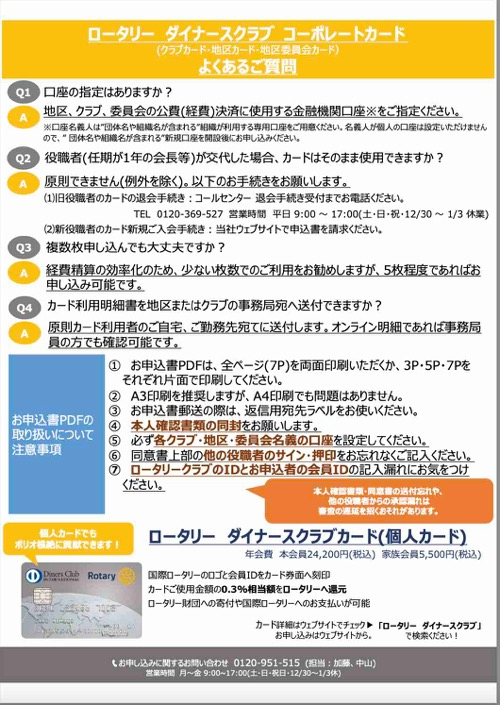 ロータリー ダイナースクラブ コーポレートカード
(クラブカード・地区カード・地区委員会カード)
よくあるご質問
Q1 口座の指定はありますか？
A 地区、クラブ、委員会の公費(経費)決済に使用する金融機関口座※をご指定ください。
※口座名義人は"団体名や組織名が含まれる"組織が利用する専用口座をご用意ください。名義人が個人の口座は設定いただけません
ので、" 団体名や組織名が含まれる"新規口座を開設後にお申し込みください。
Q2 役職者(任期が1年の会長等)が交代した場合、カードはそのまま使用できますか？
A 原則できません(例外を除く)。以下のお手続きをお願いします。
(1)旧役職者のカードの退会手続き：コールセンター 退会手続き受付までお電話ください。
TEL 0120-369-527 営業時間 平日 9:00 ～ 17:00(土・日・祝・12/30 ～ 1/3 休業)
(2)新役職者のカード新規ご入会手続き：当社ウェブサイトで申込書を請求ください。
Q3 複数枚申し込んでも大丈夫ですか？
A 経費精算の効率化のため、少ない枚数でのご利用をお勧めしますが、5枚程度であればお
申し込み可能です。
Q4 カード利用明細書を地区またはクラブの事務局宛へ送付できますか？
A 原則カード利用者のご自宅、ご勤務先宛てに送付します。オンライン明細であれば事務局
員の方でも確認可能です。
お申込書PDFの
取り扱いについて
注意事項
① お申込書PDFは、全ページ(7P)を両面印刷いただくか、3P・5P・7Pを
それぞれ片面で印刷してください。
② A3印刷を推奨しますが、A4印刷でも問題はありません。
③ お申込書郵送の際は、返信用宛先ラベルをお使いください。
④ 本人確認書類の同封をお願いします。
⑤ 必ず各クラブ・地区・委員会名義の口座を設定してください。
⑥ 同意書上部の他の役員のサイン・押印をお忘れなくご記入ください。
⑦ ロータリークラブのIDとお申込者の会員IDの記入漏れにお気をつけ
ください。
本人確認書類・同意書の送付忘れや、
他の役職者からの承認漏れは
審査の遅延を招くおそれがあります。
個人カードでも
ポリオ根絶に貢献できます！
ロータリー ダイナースクラブカード(個人カード)
年会費 本会員24,200円(税込) 家族会員5,500円(税込)
Diners Club
INTERNATIONAL
Rotary
国際ロータリーのロゴと会員IDをカード券面へ刻印
カードご使用金額の0.3%相当額をロータリーへ還元
ロータリー財団への寄付や国際ロータリーへのお支払いが可能
カード詳細はウェブサイトでチェック▶ 「ロータリー ダイナースクラブ」
お申し込みはウェブサイトから。 で検索ください！
お申し込みに関するお問い合わせ 0120-951-515 (担当：加藤、中山)
営業時間 月～金 9:00~17:00(土・日・祝日・12/30～1/3休)